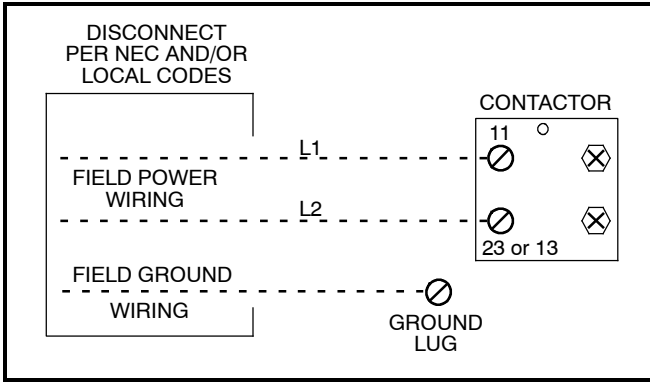 DISCONNECT
PER NEC AND/OR
LOCAL CODES
CONTACTOR
11
L1
FIELD POWER
WIRING
L2
23 or 13
FIELD GROUND
WIRING
GROUND
LUG